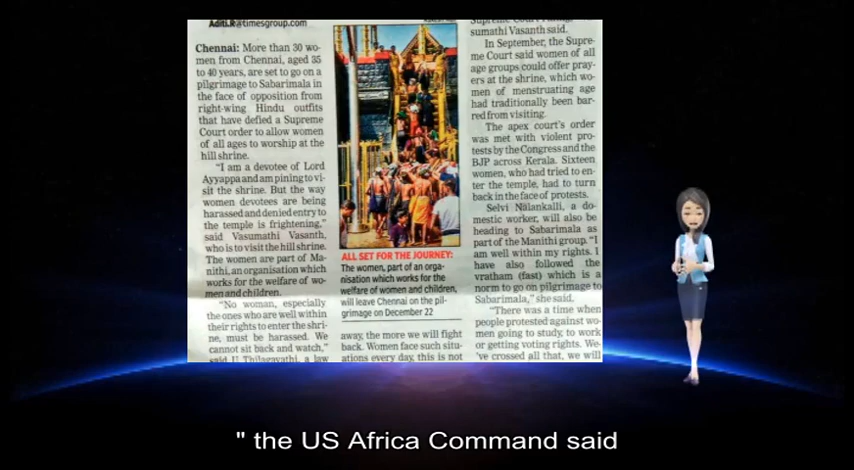 Aditi.R@timesgroup.com
Chennai: More than 30 wo-
men from Chennai, aged 35
to 40 years, are set to go on a
pilgrimage to Sabarimala in
the face of opposition from
right-wing Hindu outfits
that have defied a Supreme
Court order to allow women
of all ages to worship at the
hill shrine.
"I am a devotee of Lord
Ayyappa and am pining to vi-
sit the shrine. But the way
women devotees are being
harassed and denied entry to
the temple is frightening,"
said Vasumathi Vasanth,
who is to visit the hill shrine.
The women are part of Ma-
nithi, an organisation which
works for the welfare of wo-
men and children.
"No woman, especially
the ones who are well within
their rights to enter the shri-
ne, must be harassed. We
cannot sit back and watch,"
said U Thilagavathi, a law
ALL SET FOR THE JOURNEY:
The women, part of an orga-
nisation which works for the
welfare of women and children,
will leave Chennai on the pil-
grimage on December 22
away, the more we will fight
back. Women face such situ-
ations every day, this is not
sumathi Vasanth said.
In September, the Supre-
me Court said women of all
age groups could offer pray-
ers at the shrine, which wo-
men of menstruating age
had traditionally been bar-
red from visiting.
The apex court's order
was met with violent pro-
tests by the Congress and the
BJP across Kerala. Sixteen
women, who had tried to en-
ter the temple, had to turn
back in the face of protests.
Selvi Nalankalli, a do-
mestic worker, will also be
heading to Sabarimala as
part of the Manithi group. "I
am well within my rights. I
have also followed the
vratham (fast) which is a
norm to go on pilgrimage to
Sabarimala," she said.
"There was a time when
people protested against wo-
men going to study, to work
or getting voting rights. We-
've crossed all that, we will
" the US Africa Command said